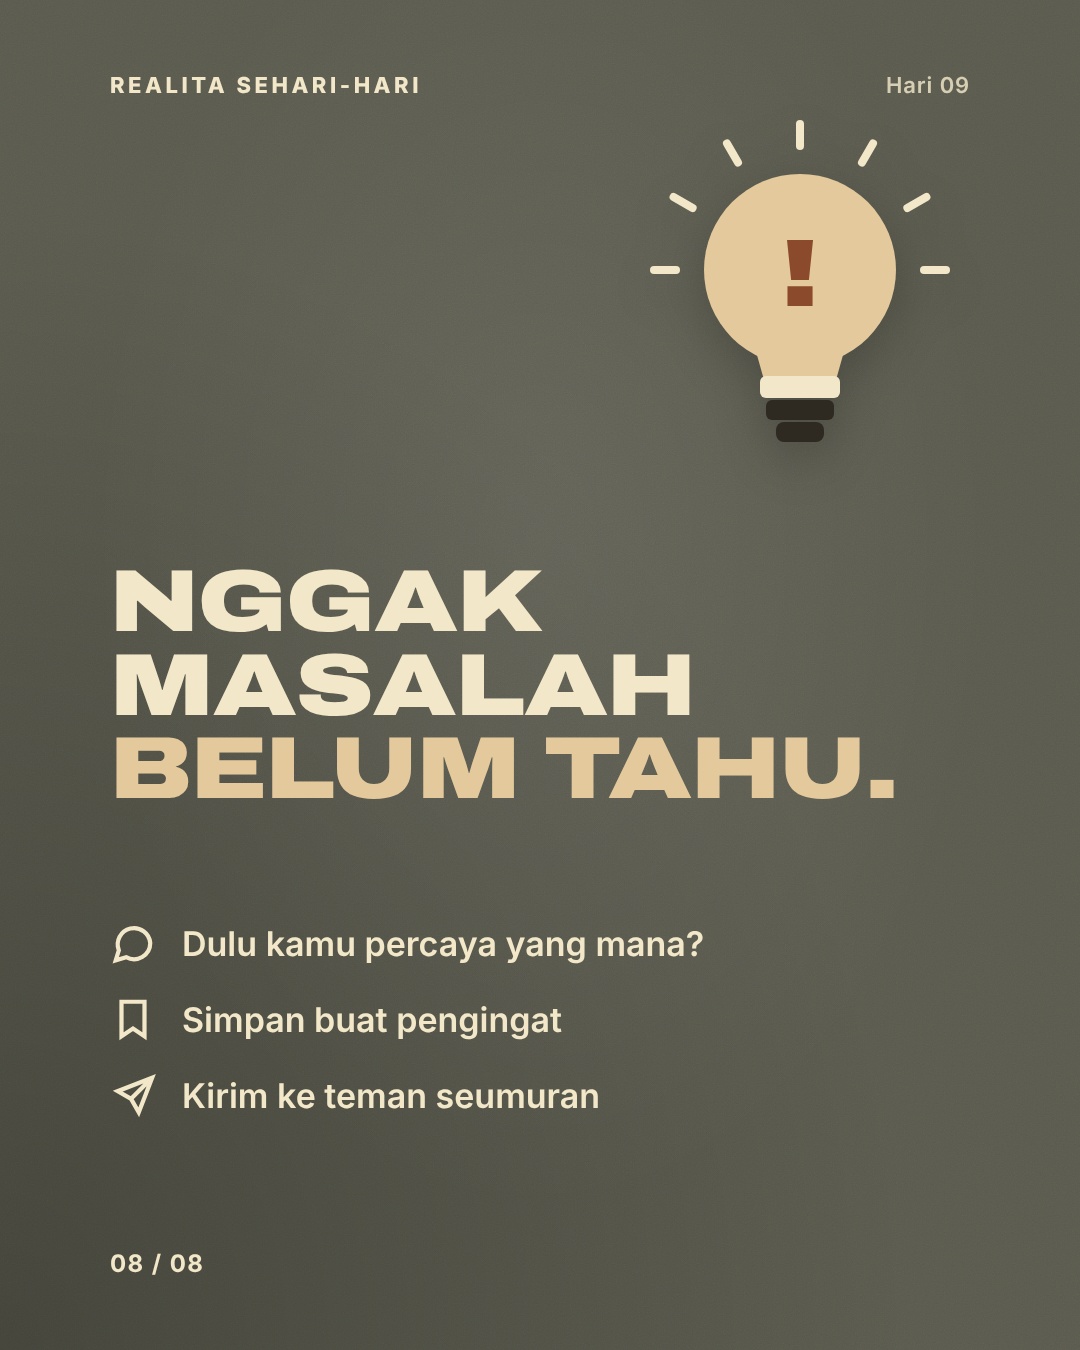 REALITA SEHARI-HARI
Hari 09
!
NGGAK
MASALAH
BELUM TAHU.
Dulu kamu percaya yang mana?
Simpan buat pengingat
Kirim ke teman seumuran
08 / 08